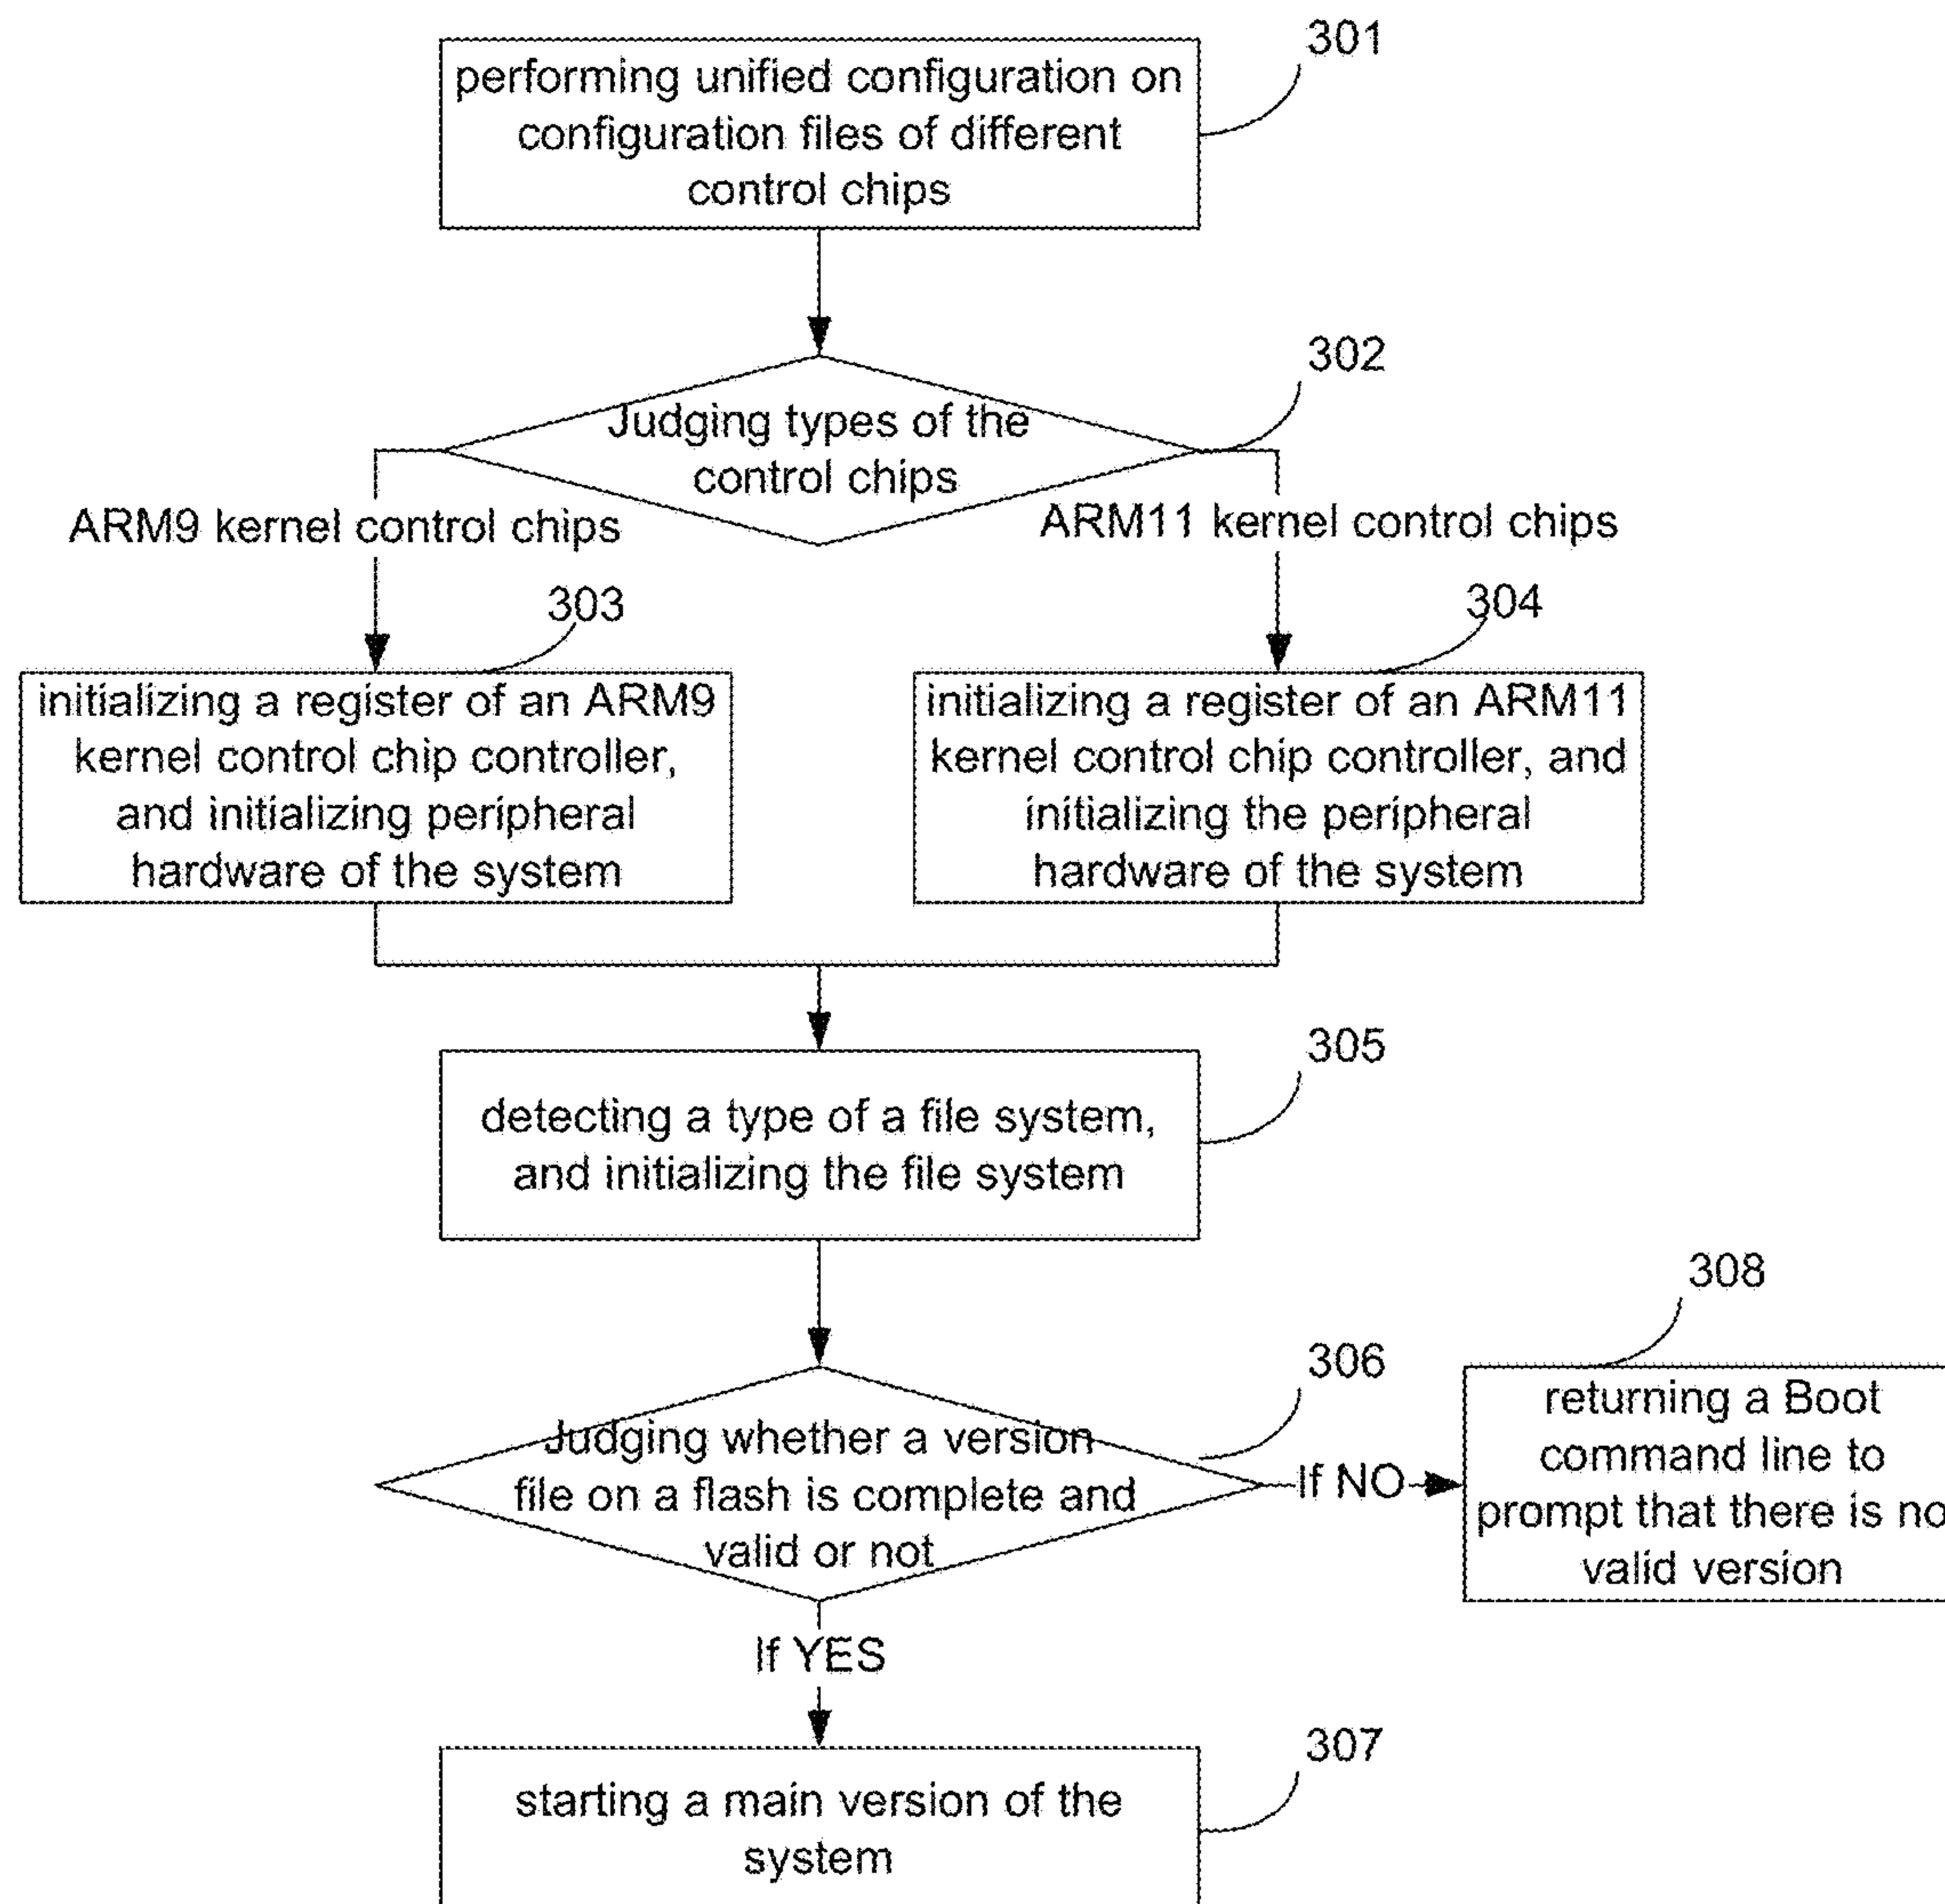 301
performing unified configuration on
configuration files of different
control chips
302
Judging types of the
control chips
ARM9 kernel control chips
ARM11 kernel control chips
303
304
initializing a register of an ARM9
kernel control chip controller,
and initializing peripheral
hardware of the system
initializing a register of an ARM11
kernel control chip controller, and
initializing the peripheral
hardware of the system
305
detecting a type of a file system,
and initializing the file system
308
306
Judging whether a version
file on a flash is complete and
valid or not
If NO
returning a Boot
command line to
prompt that there is no
valid version
If YES
307
starting a main version of the
system